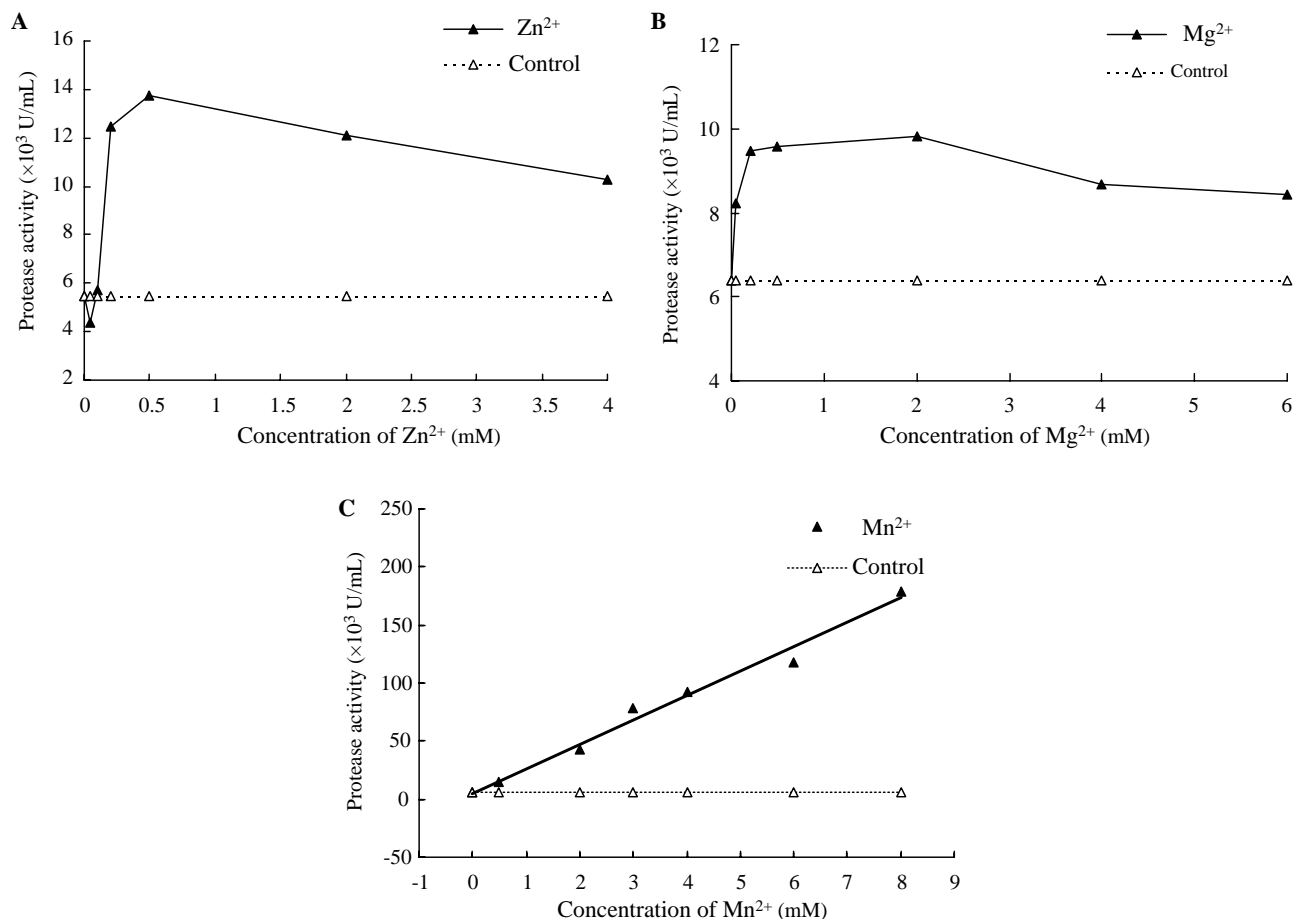 A
Zn²⁺
Control
Protease activity (×10³ U/mL)
16
14
12
10
8
6
4
2
0 0.5 1 1.5 2 2.5 3 3.5 4
Concentration of Zn²⁺ (mM)
B
Mg²⁺
Control
Protease activity (×10³ U/mL)
12
10
8
6
4
0 1 2 3 4 5 6
Concentration of Mg²⁺ (mM)
C
Mn²⁺
Control
Protease activity (×10³ U/mL)
250
200
150
100
50
0
-50
-1 0 1 2 3 4 5 6 7 8 9
Concentration of Mn²⁺ (mM)